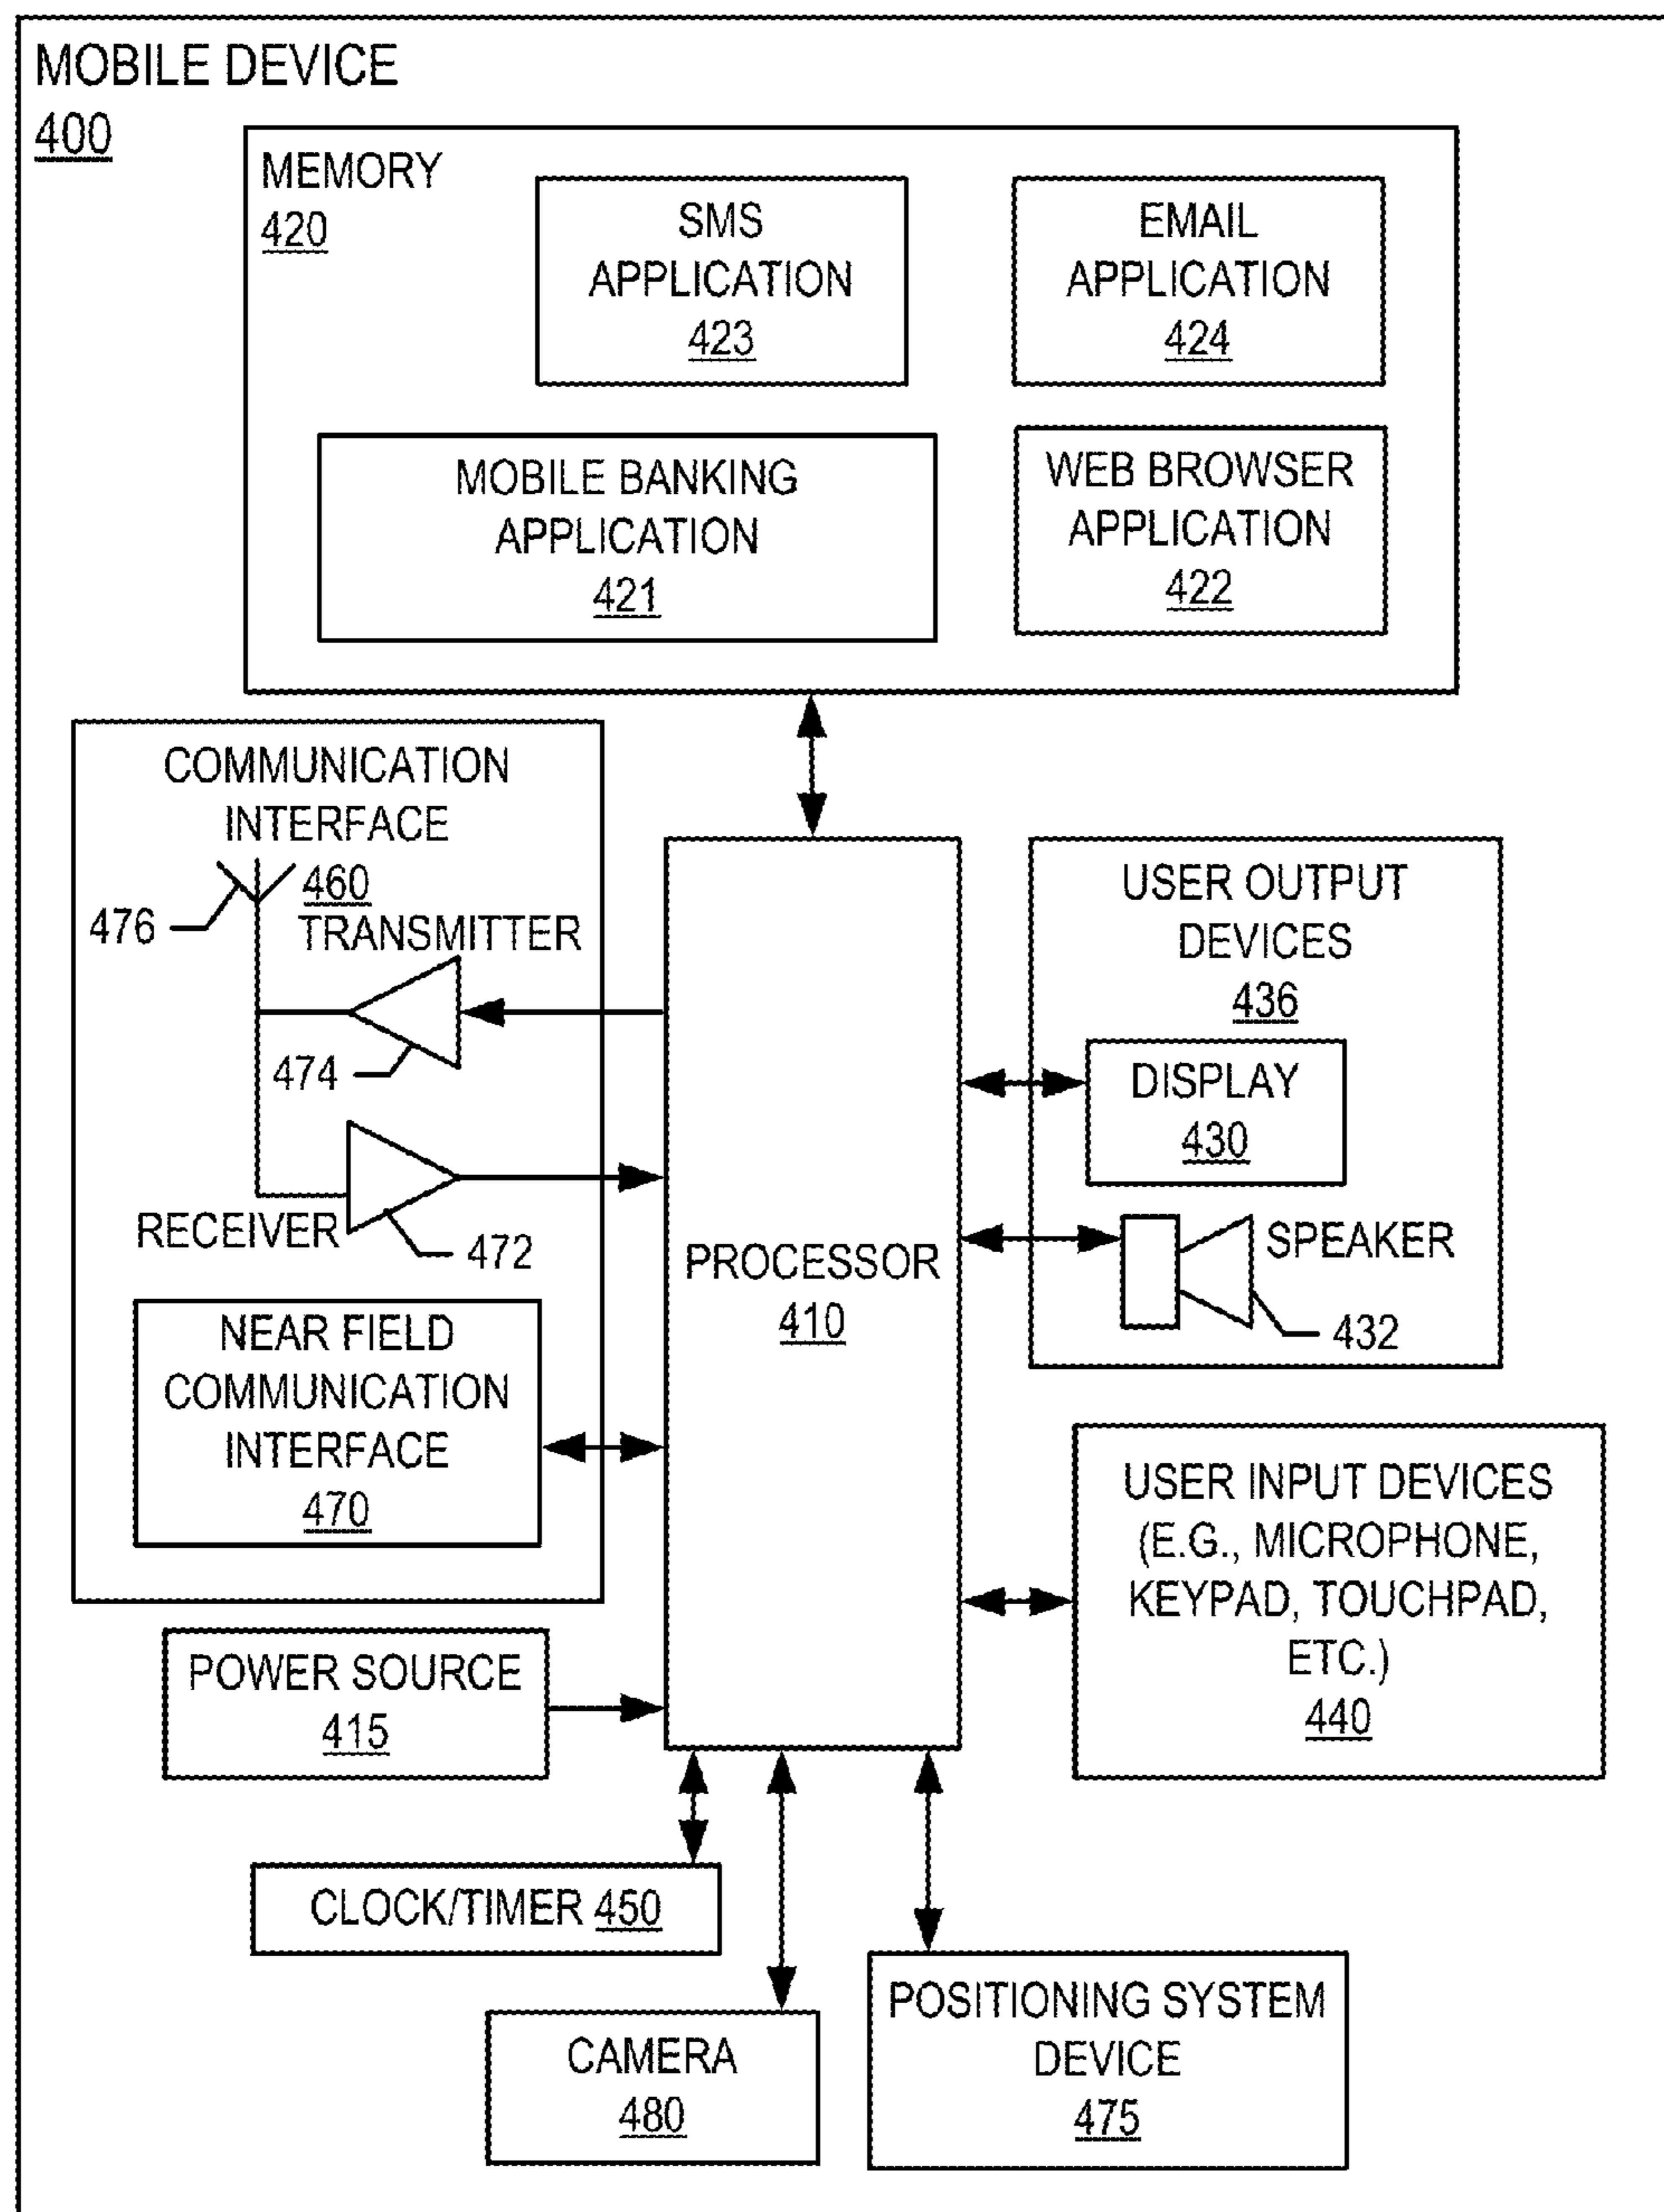 MOBILE DEVICE
400
MEMORY
420
SMS
APPLICATION
423
EMAIL
APPLICATION
424
MOBILE BANKING
APPLICATION
421
WEB BROWSER
APPLICATION
422
COMMUNICATION
INTERFACE
460
476
TRANSMITTER
474
RECEIVER
472
NEAR FIELD
COMMUNICATION
INTERFACE
470
PROCESSOR
410
USER OUTPUT
DEVICES
436
DISPLAY
430
SPEAKER
432
USER INPUT DEVICES
(E.G., MICROPHONE,
KEYPAD, TOUCHPAD,
ETC.)
440
POWER SOURCE
415
CLOCK/TIMER 450
CAMERA
480
POSITIONING SYSTEM
DEVICE
475